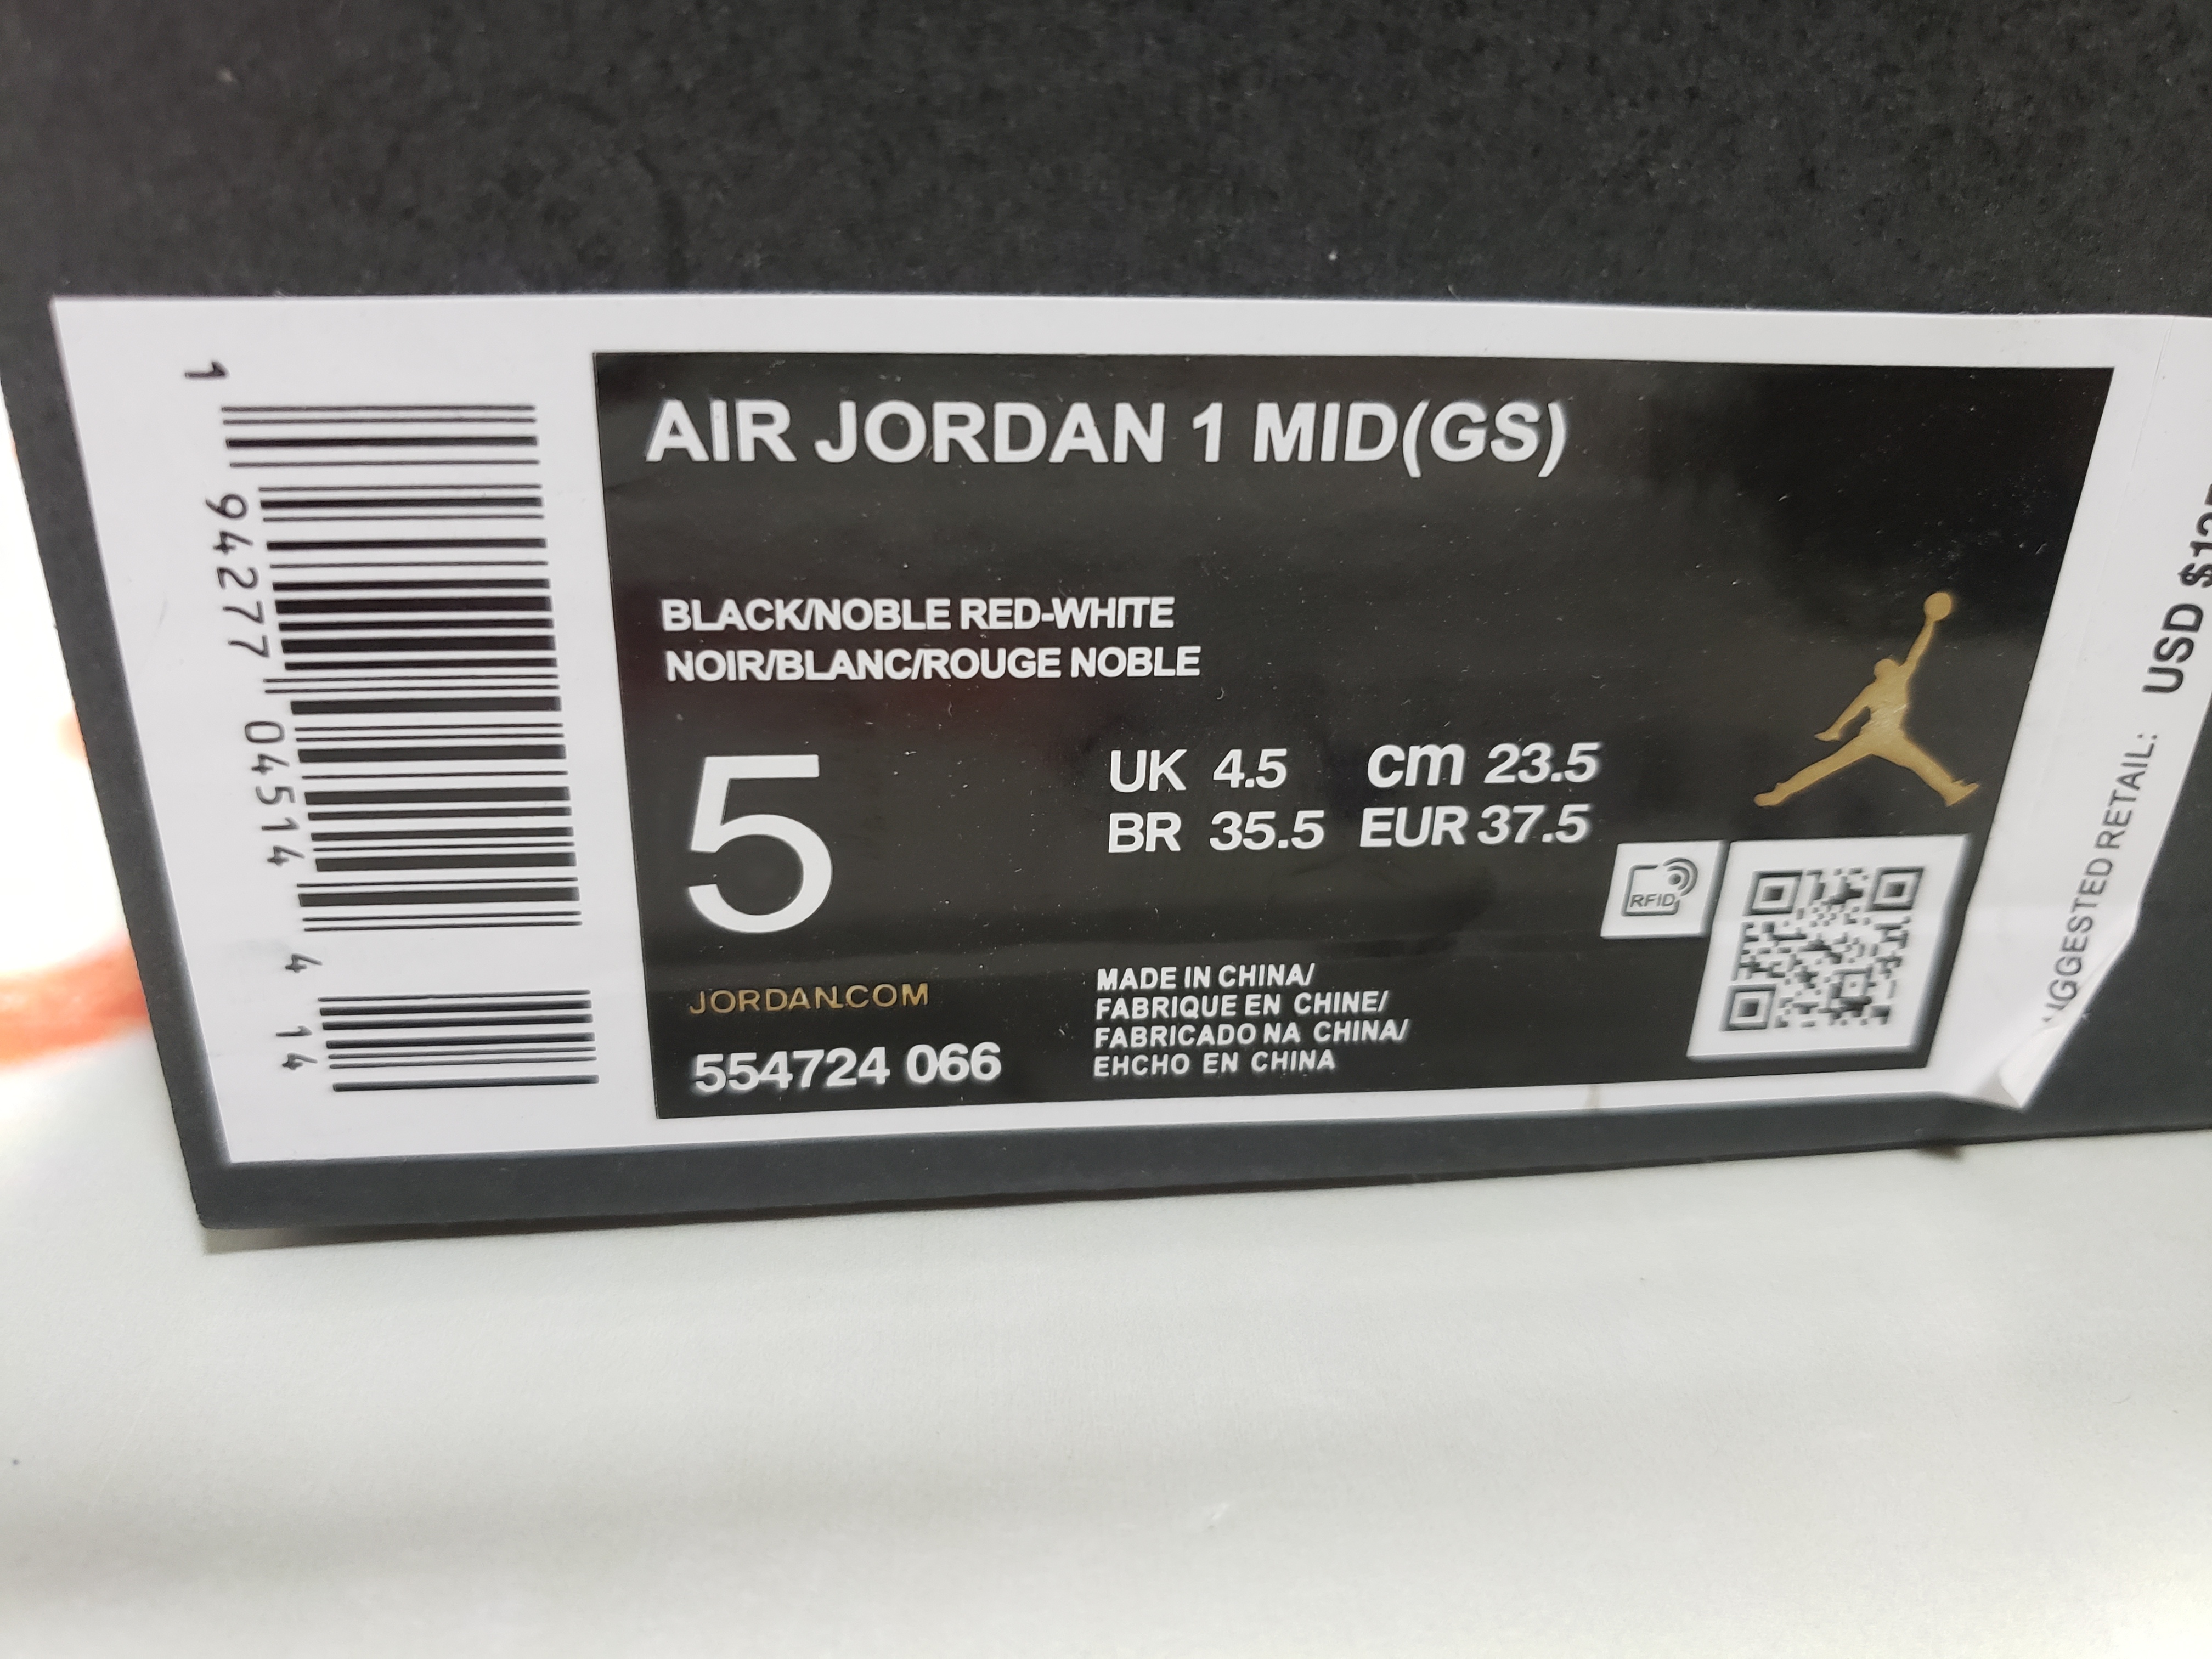 1 94277 04514 4 14
AIR JORDAN 1 MID(GS)
BLACK/NOBLE RED-WHITE
NOIR/BLANC/ROUGE NOBLE
5
UK 4.5 cm 23.5
BR 35.5 EUR 37.5
RFID
JORDAN.COM
554724 066
MADE IN CHINA/
FABRIQUE EN CHINE/
FABRICADO NA CHINA/
EHCHO EN CHINA
RETAIL: USD